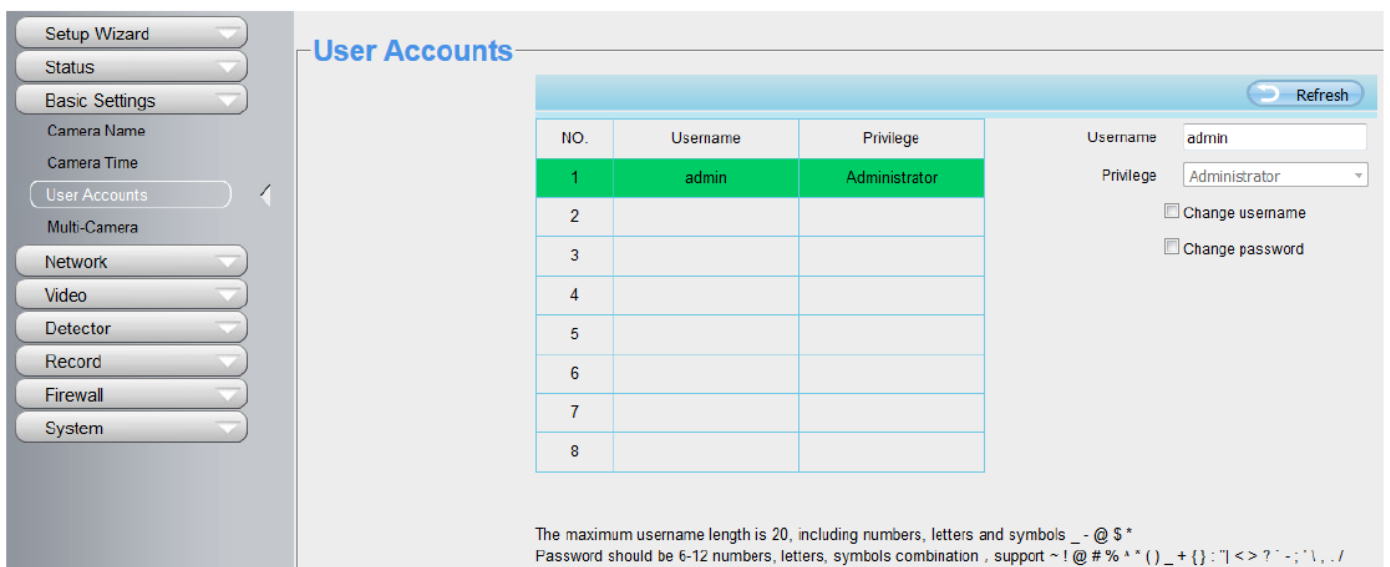 Setup Wizard
Status
Basic Settings
Camera Name
Camera Time
User Accounts
Multi-Camera
Network
Video
Detector
Record
Firewall
System
User Accounts
Refresh
NO. Username Privilege
1 admin Administrator
2
3
4
5
6
7
8
Username admin
Privilege Administrator
Change username
Change password
The maximum username length is 20, including numbers, letters and symbols _ - @ $ *
Password should be 6-12 numbers, letters, symbols combination , support ~ ! @ # % ^ * ( ) _ + { } : "| < > ? ` - ; ' \ , . /